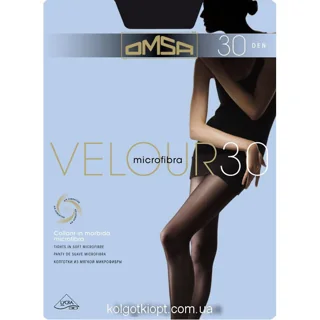 OMSA
30 DEN
VELOUR30
microfibra
Collant in morbida
microfibra
TIGHTS IN SOFT MICROFIBRE
PANTY DE SUAVE MICROFIBRA
КОЛГОТКИ ИЗ МЯГКОЙ МИКРОФИБРЫ
LYCRA
kolgotkiopt.com.ua